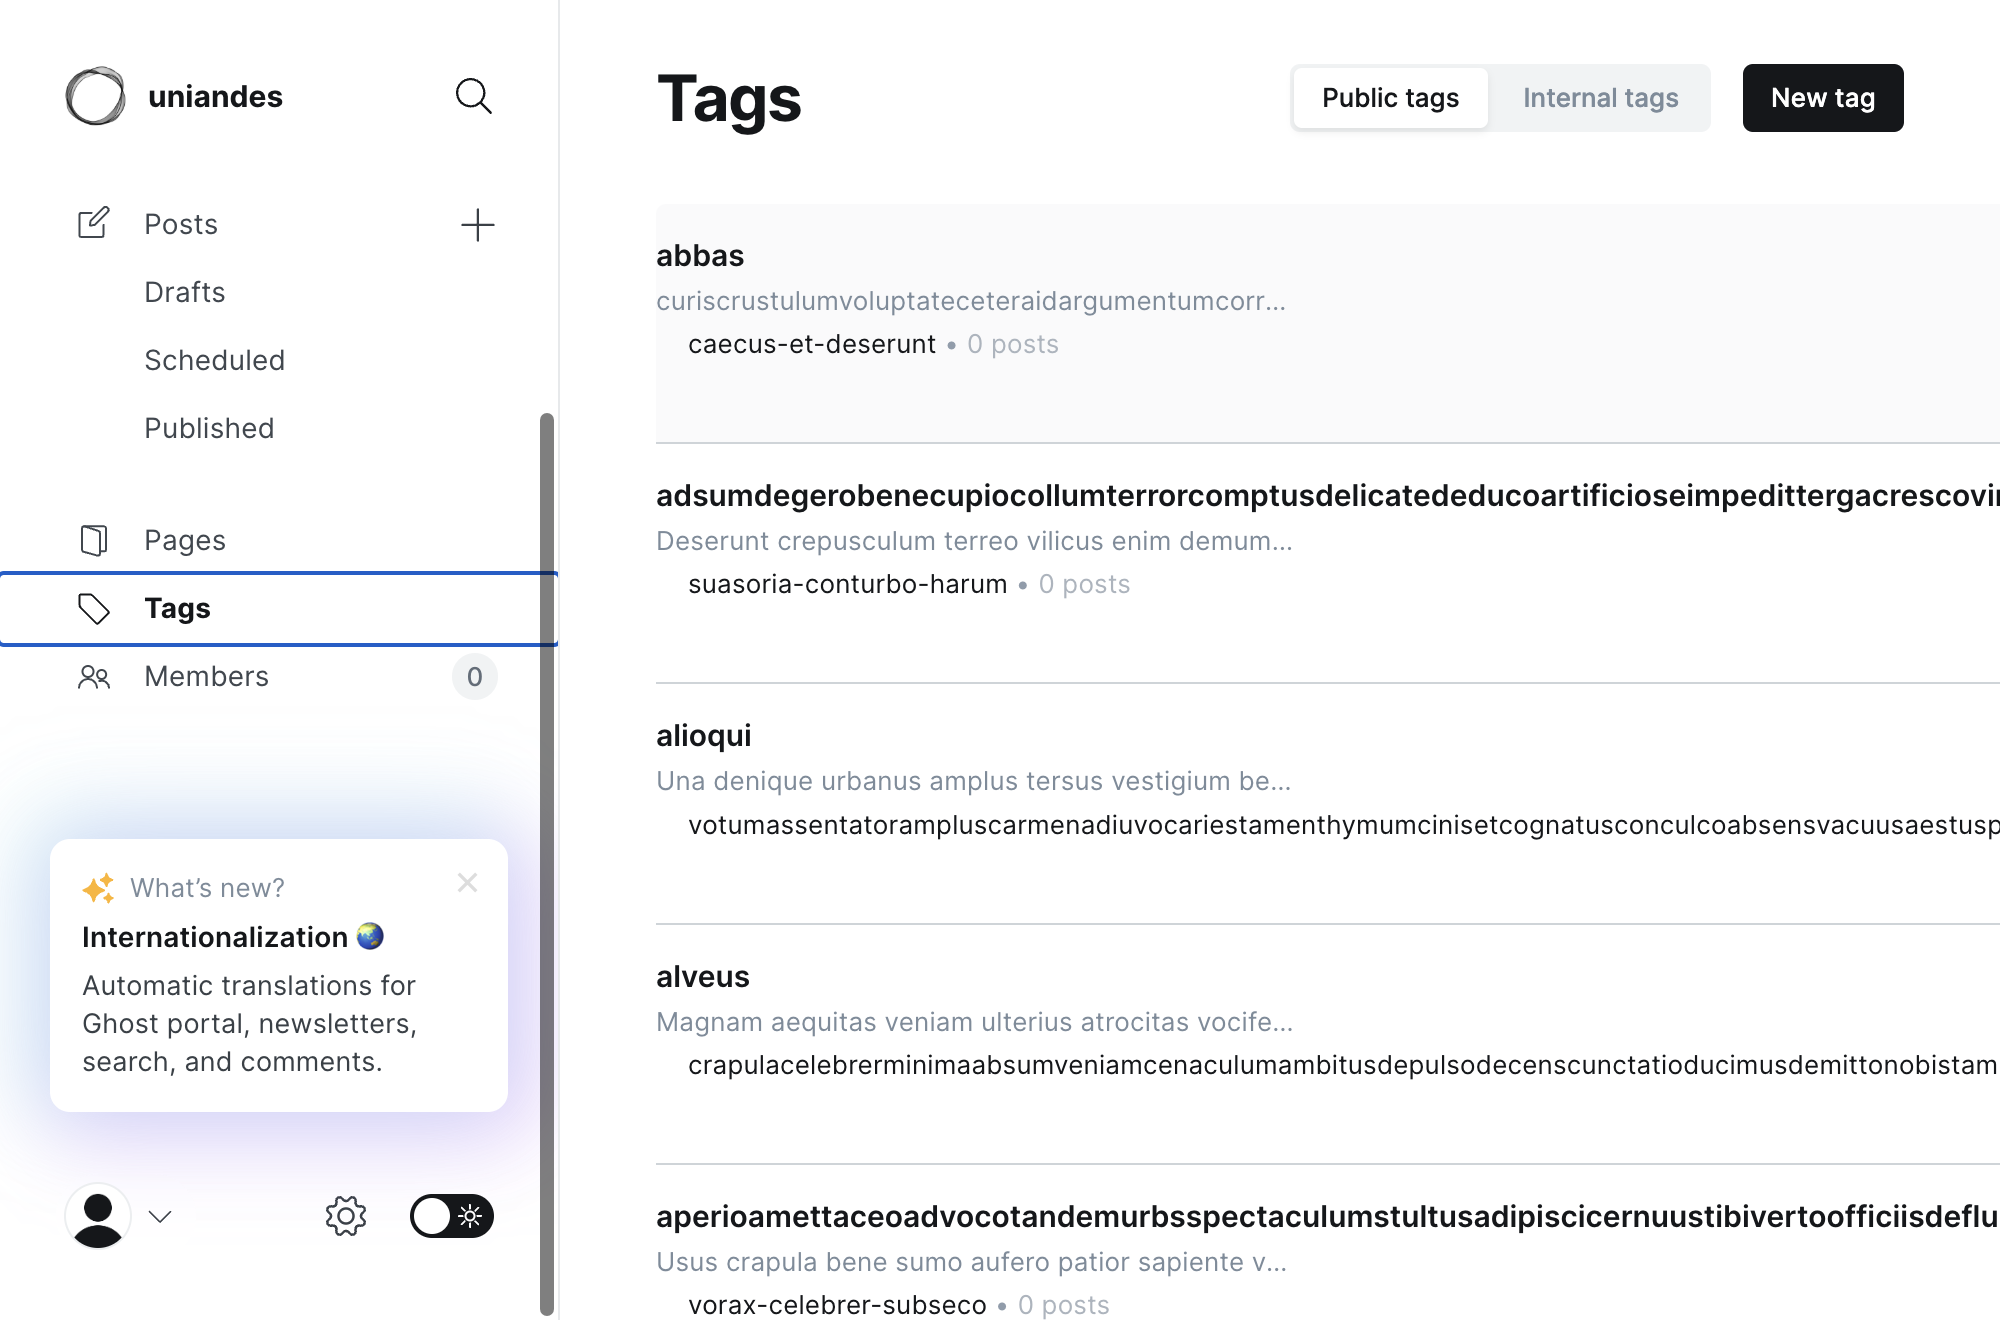 uniandes
Posts
Drafts
Scheduled
Published
Pages
Tags
Members 0
What's new?
Internationalization
Automatic translations for
Ghost portal, newsletters,
search, and comments.
Tags
Public tags
Internal tags
New tag
abbas
curiscrustulumvoluptateceteraidargumentumcorr...
caecus-et-deserunt • 0 posts
adsumdegerobenecupiocollumterrorcomptusdelicatededucoartificioseimpedittergacrescovi
Deserunt crepusculum terreo vilicus enim demum...
suasoria-conturbo-harum • 0 posts
alioqui
Una denique urbanus amplus tersus vestigium be...
votumassentatorampluscarmenadiuvocariestamenthymumcinisetcognatusconculcoabsensvacuusaestusp
alveus
Magnam aequitas veniam ulterius atrocitas vocife...
crapulacelebrerminimaabsumveniamcenaculumambitusdepulsodecenscunctatioducimusdemittonobistam
aperioamettaceoadvocotandemurbsspectaculumstultusadipiscicernuustibivertoofficiisdeflu
Usus crapula bene sumo aufero patior sapiente v...
vorax-celebrer-subseco • 0 posts